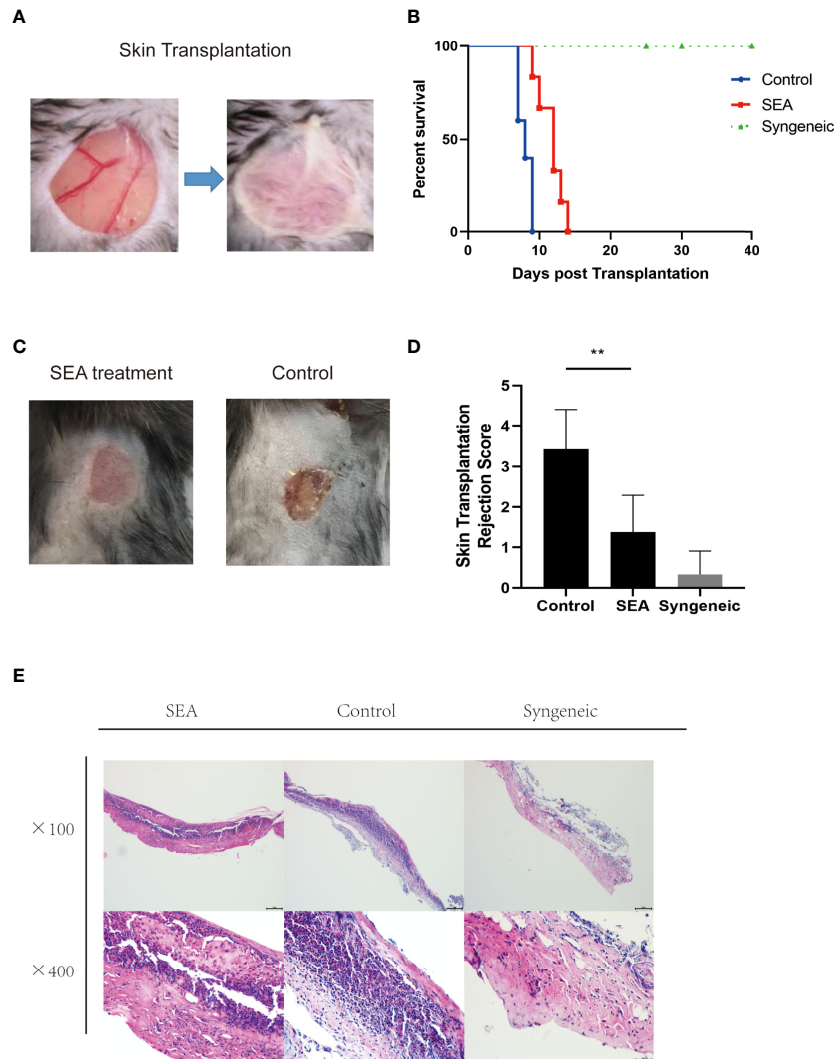 A
Skin Transplantation
B
100
50
0
0
10
20
30
40
Percent survival
Days post Transplantation
Control
SEA
Syngeneic
C
SEA treatment
Control
D
**
5
4
3
2
1
0
Skin Transplantation
Rejection Score
Control
SEA
Syngeneic
E
SEA
Control
Syngeneic
×100
×400